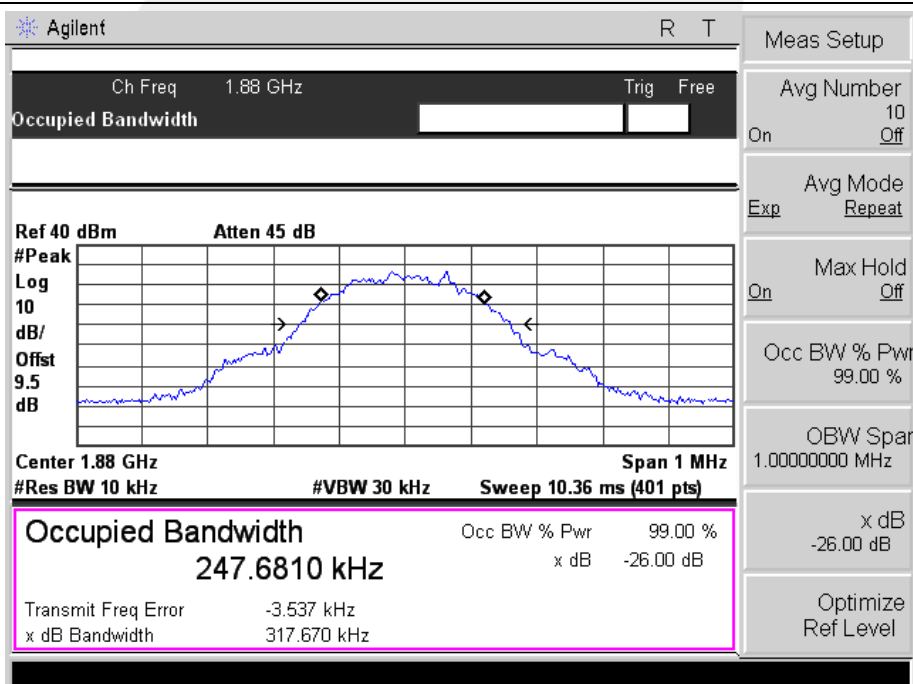 Agilent R T
Ch Freq 1.88 GHz Trig Free
Occupied Bandwidth
Ref 40 dBm Atten 45 dB
#Peak
Log
10
dB/
Offst
9.5
dB
Center 1.88 GHz Span 1 MHz
#Res BW 10 kHz #VBW 30 kHz Sweep 10.36 ms (401 pts)
Occupied Bandwidth Occ BW % Pwr 99.00 %
247.6810 kHz x dB -26.00 dB
Transmit Freq Error -3.537 kHz
x dB Bandwidth 317.670 kHz
Meas Setup
Avg Number
10
On Off
Avg Mode
Exp Repeat
Max Hold
On Off
Occ BW % Pwr
99.00 %
OBW Span
1.00000000 MHz
x dB
-26.00 dB
Optimize
Ref Level